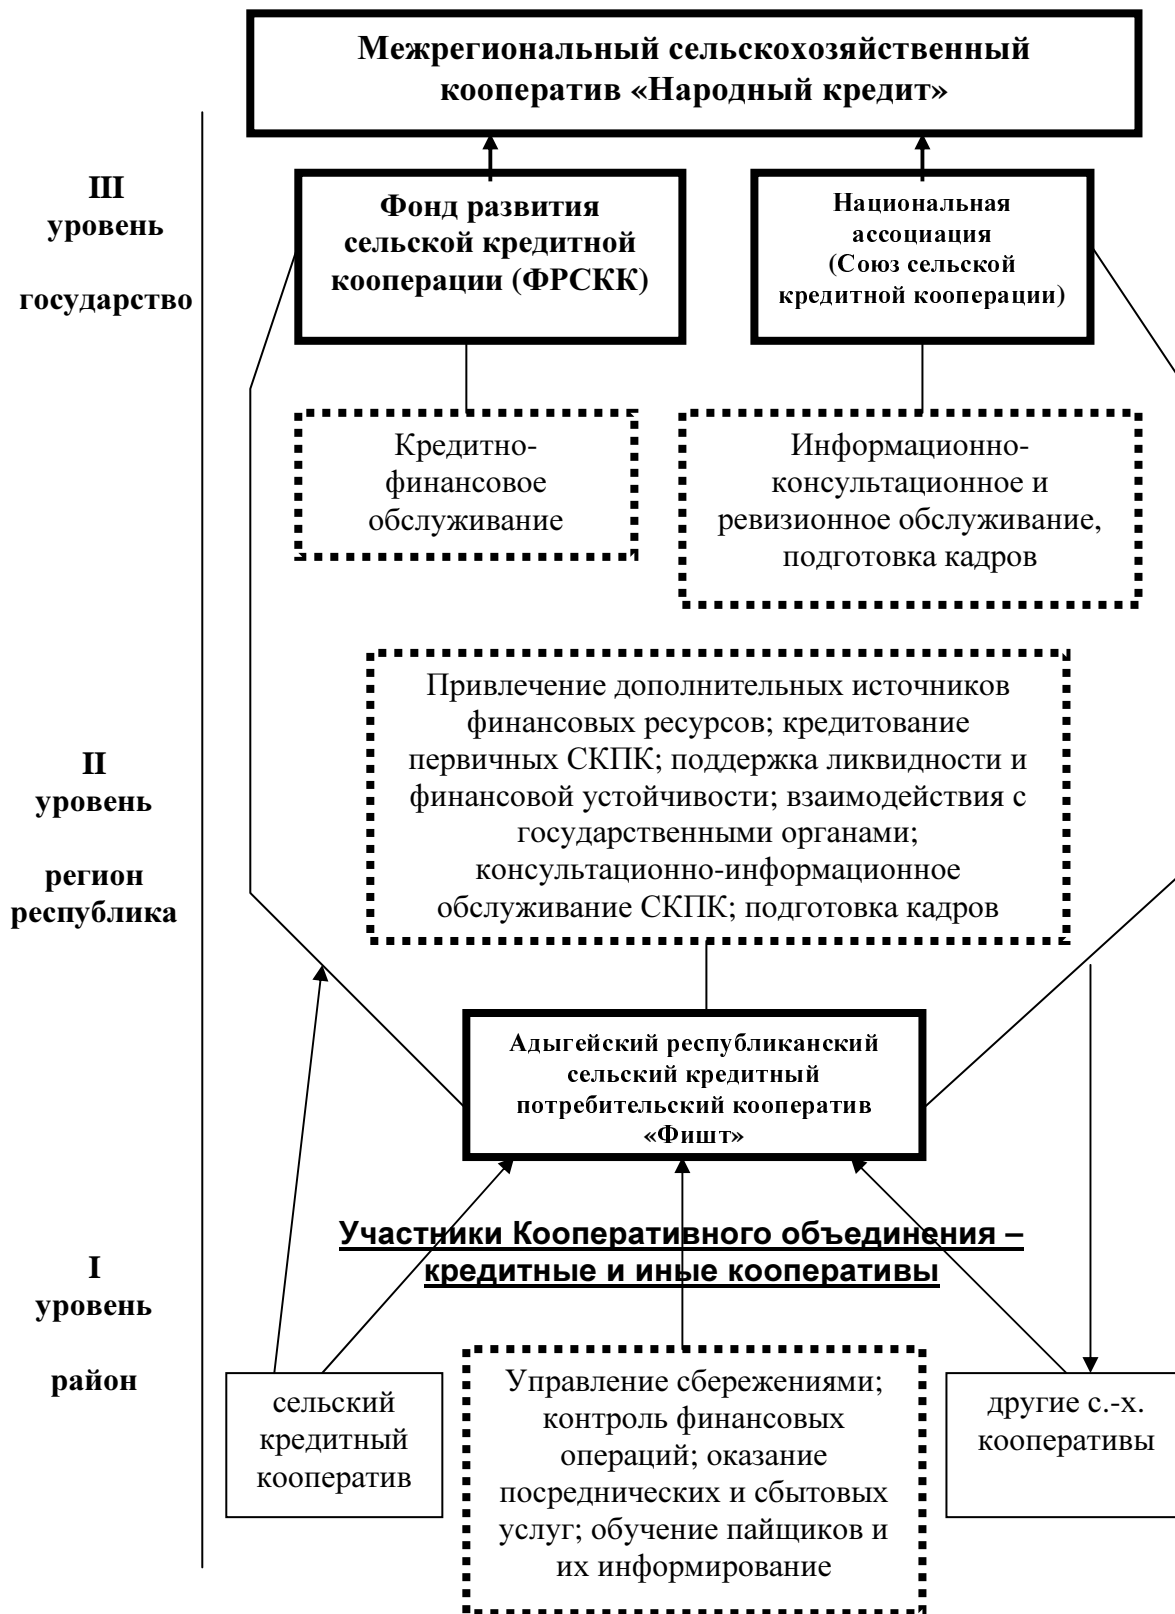 Межрегиональный сельскохозяйственный
кооператив «Народный кредит»
III
уровень
государство
Фонд развития
сельской кредитной
кооперации (ФРСКК)
Национальная
ассоциация
(Союз сельской
кредитной кооперации)
Кредитно-
финансовое
обслуживание
Информационно-
консультационное и
ревизионное обслуживание,
подготовка кадров
II
уровень
регион
республика
Привлечение дополнительных источников
финансовых ресурсов; кредитование
первичных СКПК; поддержка ликвидности и
финансовой устойчивости; взаимодействия с
государственными органами;
консультационно-информационное
обслуживание СКПК; подготовка кадров
Адыгейский республиканский
сельский кредитный
потребительский кооператив
«Фишт»
Участники Кооперативного объединения –
кредитные и иные кооперативы
I
уровень
район
сельский
кредитный
кооператив
Управление сбережениями;
контроль финансовых
операций; оказание
посреднических и сбытовых
услуг; обучение пайщиков и
их информирование
другие с.-х.
кооперативы